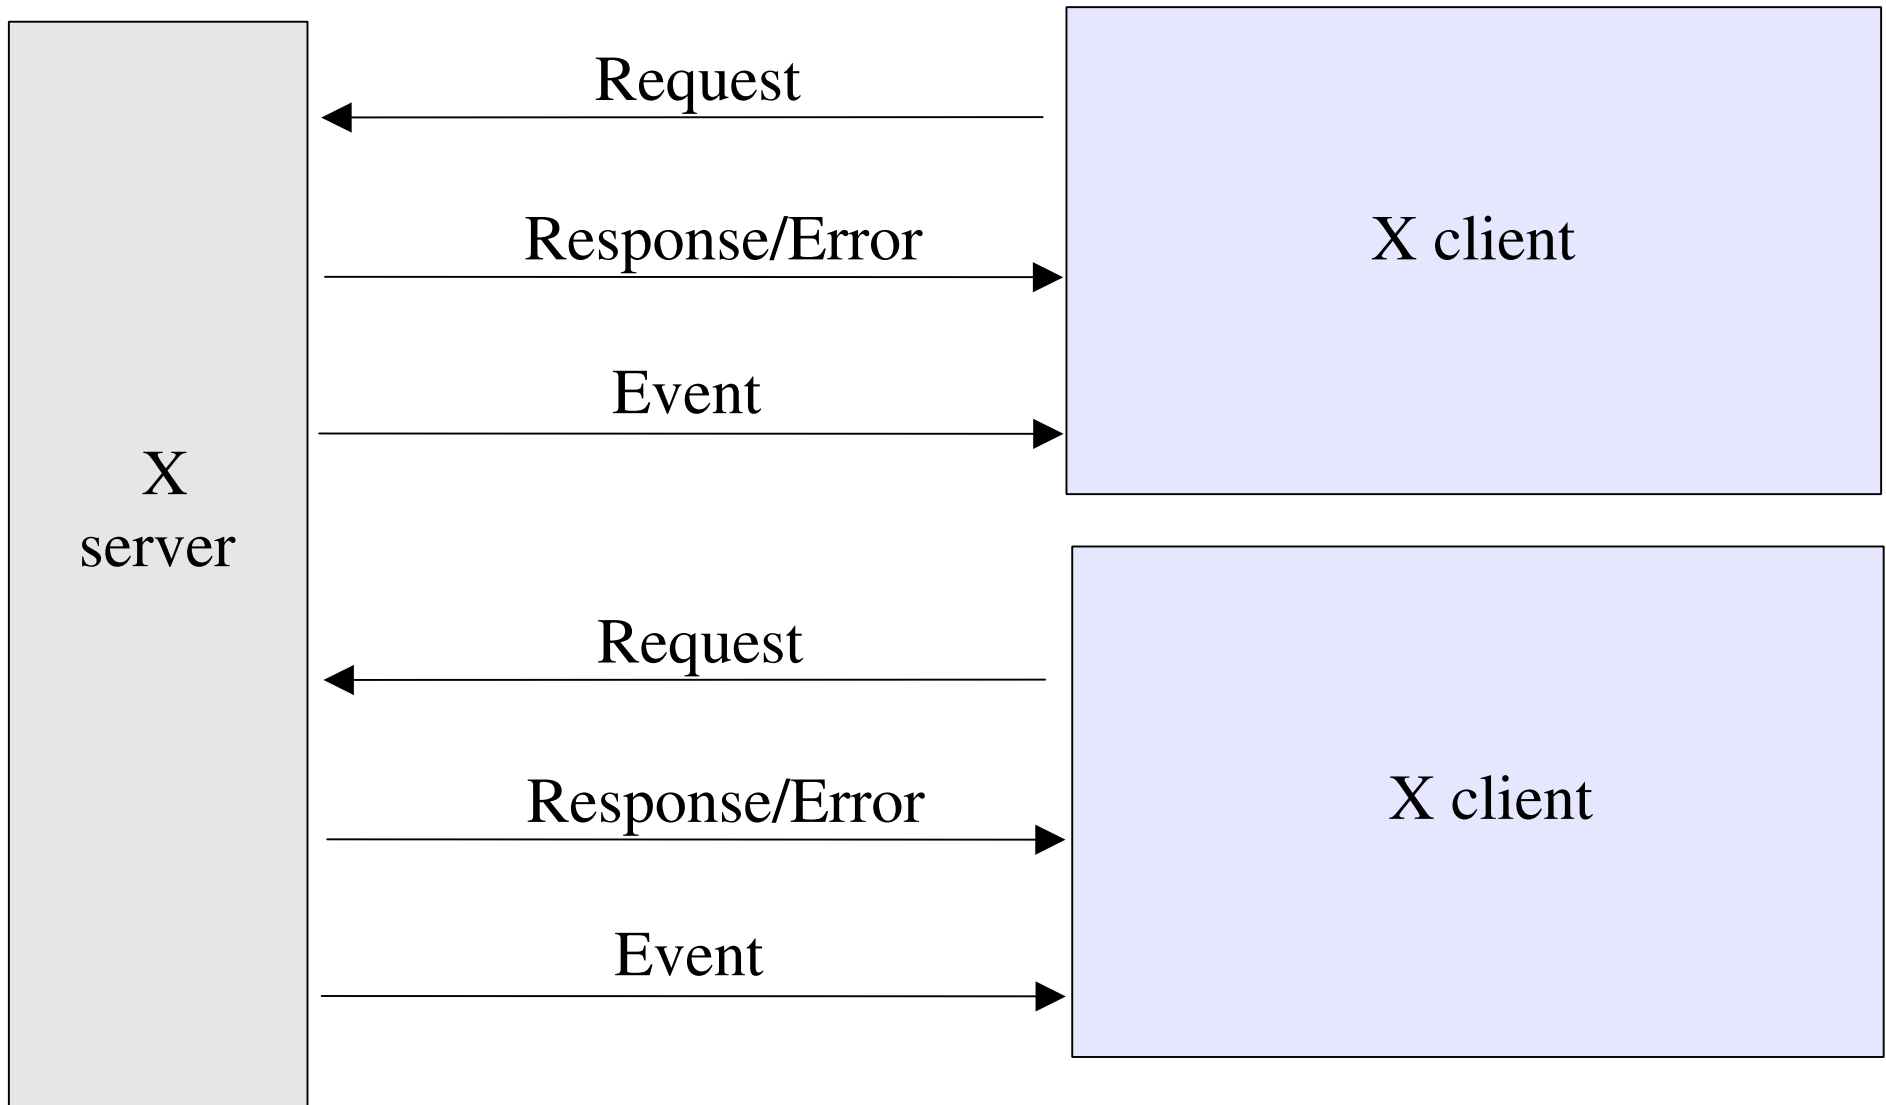 Request
Response/Error
X client
Event
X
server
Request
Response/Error
X client
Event